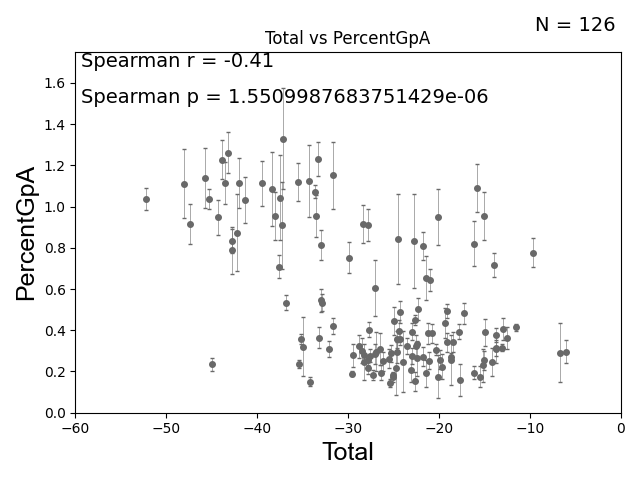 N = 126
Total vs PercentGpA
Spearman r = -0.41
Spearman p = 1.5509987683751429e-06
PercentGpA
1.6
1.4
1.2
1.0
0.8
0.6
0.4
0.2
0.0
−60 −50 −40 −30 −20 −10 0
Total